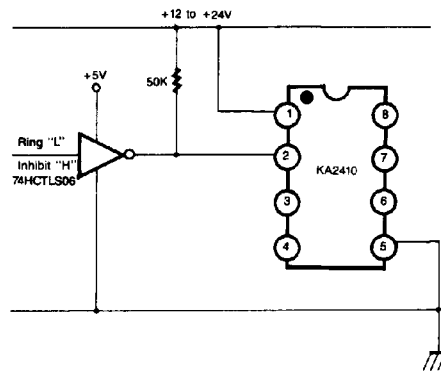 +12 to +24V
+5V
50K
Ring "L"
Inhibit "H"
74HCTLS06
KA2410
1
2
3
4
8
7
6
5